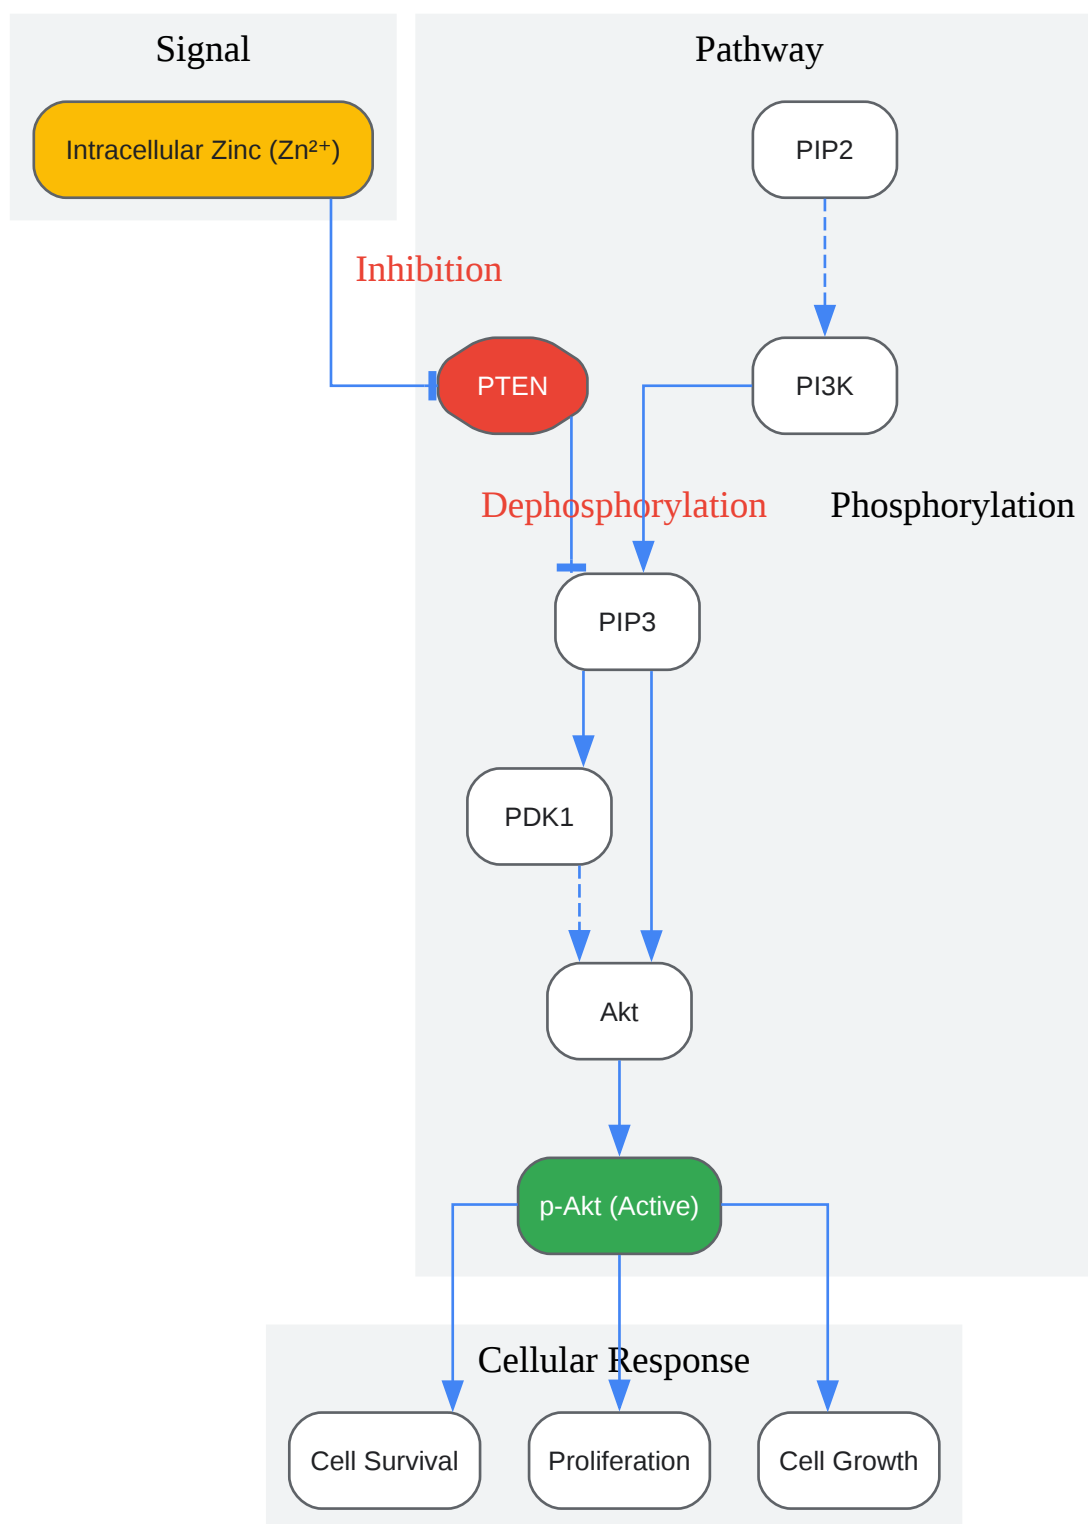 Signal
Pathway
Intracellular Zinc (Zn²⁺)
PIP2
Inhibition
PTEN
PI3K
Dephosphorylation
Phosphorylation
PIP3
PDK1
Akt
p-Akt (Active)
Cellular Response
Cell Survival
Proliferation
Cell Growth